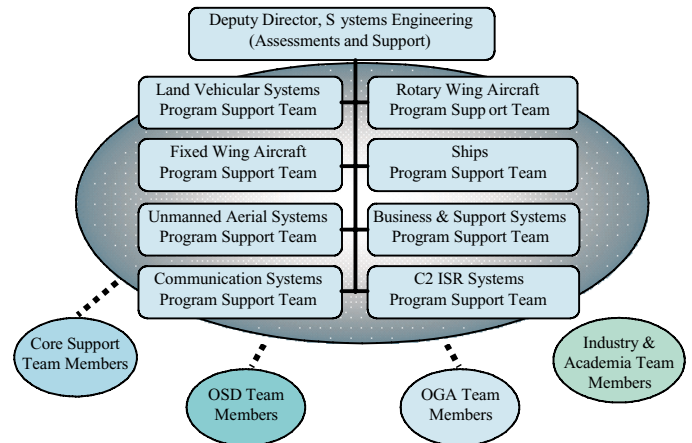 Deputy Director, S ystems Engineering
(Assessments and Support)
Land Vehicular Systems
Program Support Team
Rotary Wing Aircraft
Program Support Team
Fixed Wing Aircraft
Program Support Team
Ships
Program Support Team
Unmanned Aerial Systems
Program Support Team
Business & Support Systems
Program Support Team
Communication Systems
Program Support Team
C2 ISR Systems
Program Support Team
Core Support
Team Members
OSD Team
Members
OGA Team
Members
Industry &
Academia Team
Members